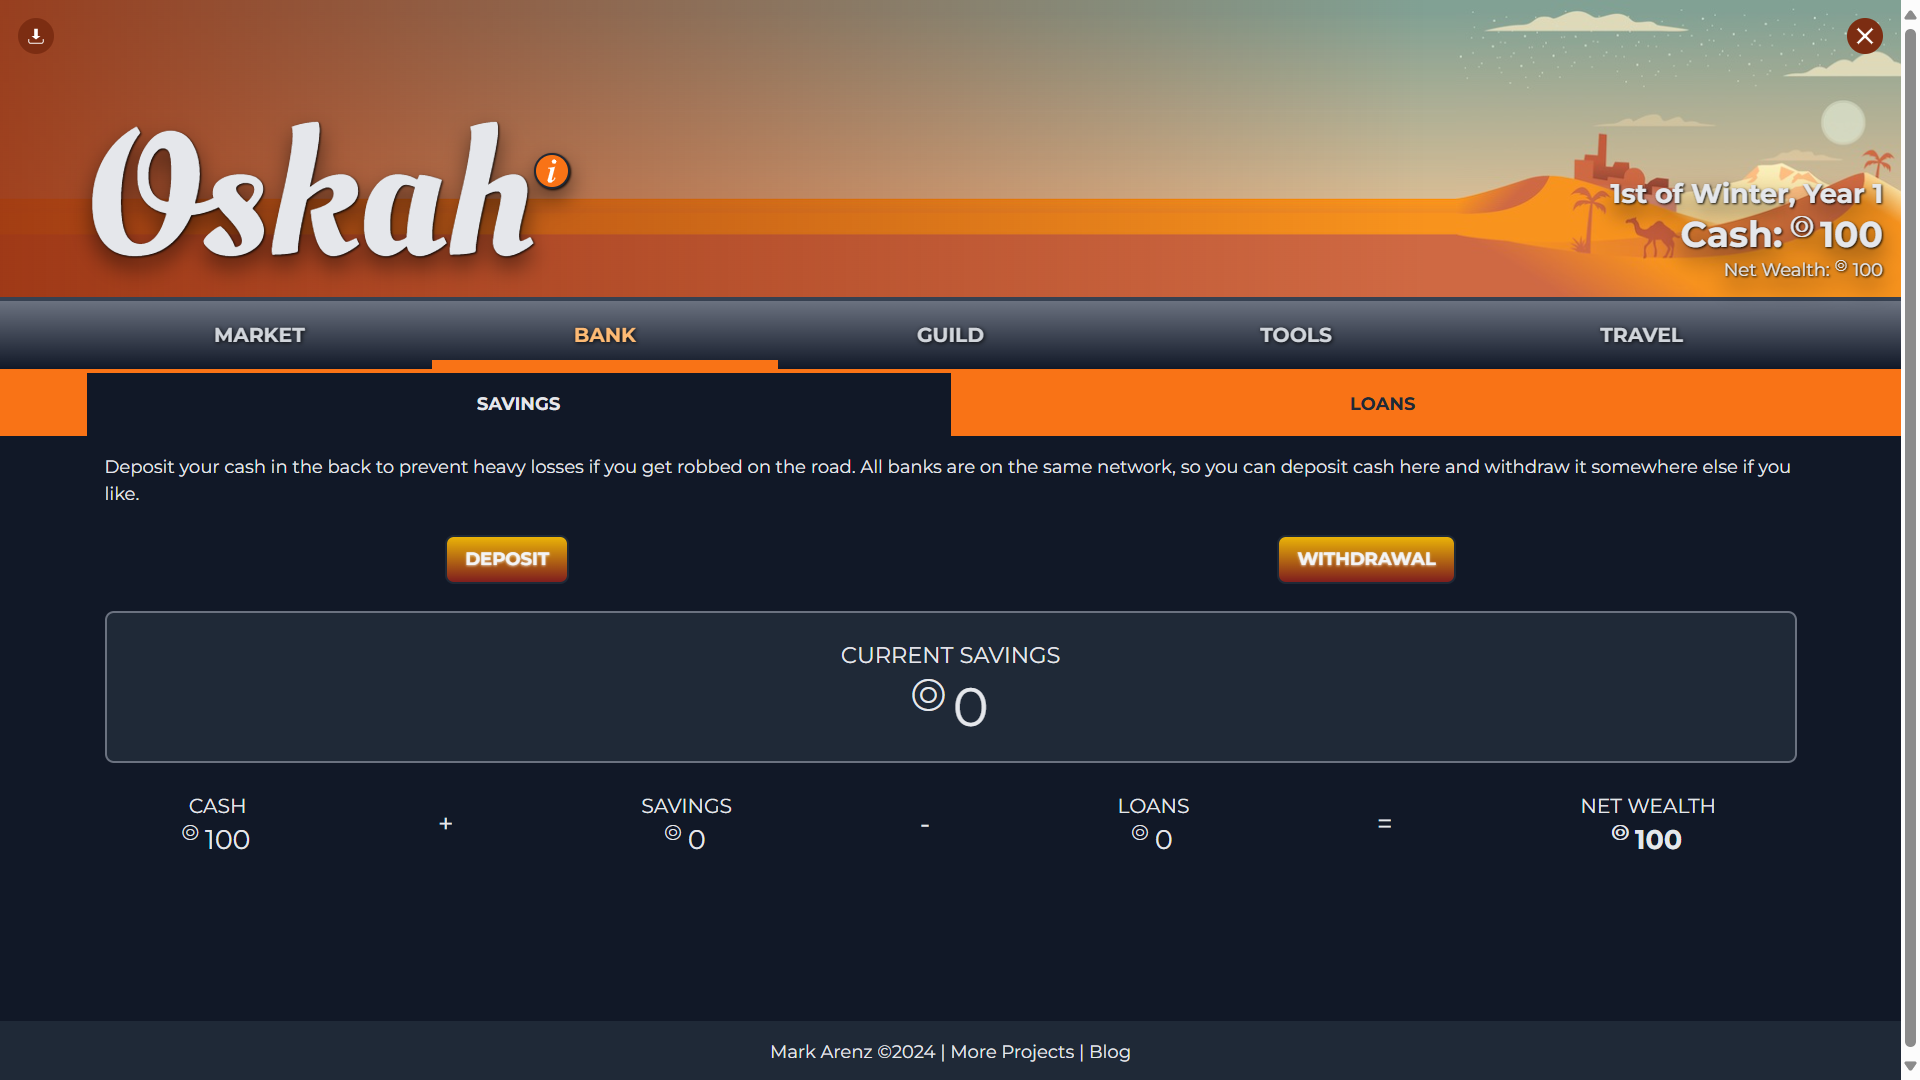 Oskah
i
1st of Winter, Year 1
Cash: ⌾ 100
Net Wealth: ⌾ 100
MARKET
BANK
GUILD
TOOLS
TRAVEL
SAVINGS
LOANS
Deposit your cash in the back to prevent heavy losses if you get robbed on the road. All banks are on the same network, so you can deposit cash here and withdraw it somewhere else if you
like.
DEPOSIT
WITHDRAWAL
CURRENT SAVINGS
⌾ 0
CASH
⌾ 100
+
SAVINGS
⌾ 0
-
LOANS
⌾ 0
=
NET WEALTH
⌾ 100
Mark Arenz ©2024 | More Projects | Blog